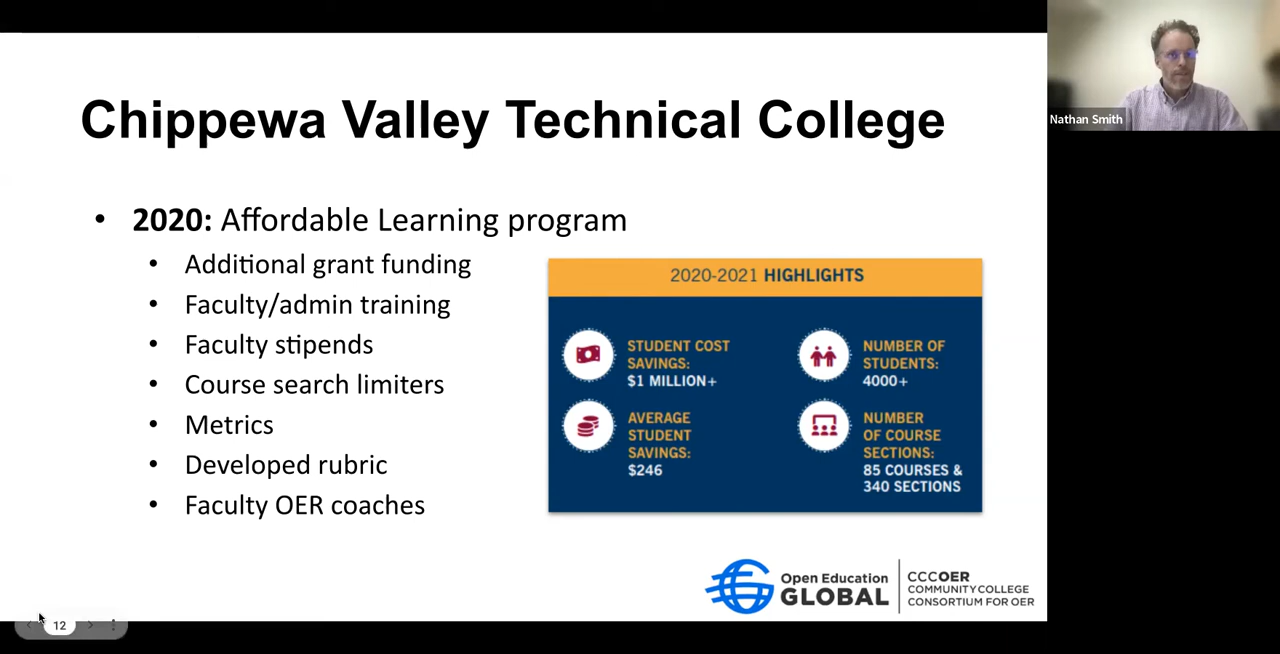 Chippewa Valley Technical College
• 2020: Affordable Learning program
• Additional grant funding
• Faculty/admin training
• Faculty stipends
• Course search limiters
• Metrics
• Developed rubric
• Faculty OER coaches
2020-2021 HIGHLIGHTS
STUDENT COST
SAVINGS:
$1 MILLION+
NUMBER OF
STUDENTS:
4000+
AVERAGE
STUDENT
SAVINGS:
$246
NUMBER
OF COURSE
SECTIONS:
85 COURSES &
340 SECTIONS
Open Education
GLOBAL
CCCOER
COMMUNITY COLLEGE
CONSORTIUM FOR OER
12
Nathan Smith